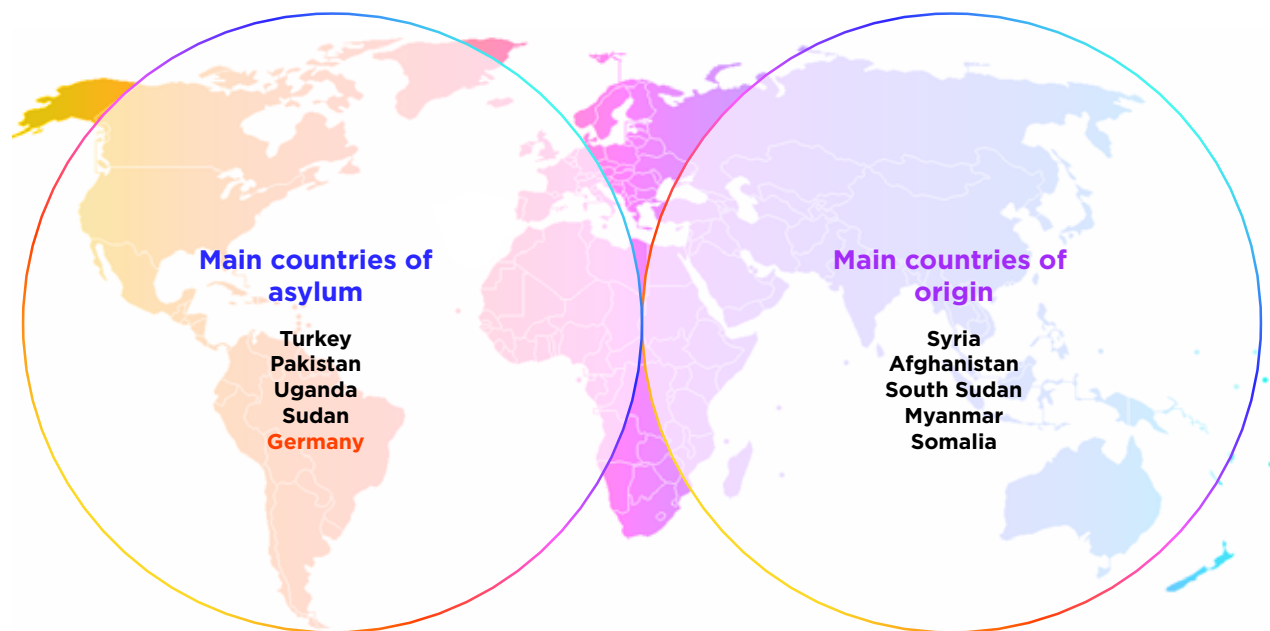 Main countries of
asylum
Turkey
Pakistan
Uganda
Sudan
Germany
Main countries of
origin
Syria
Afghanistan
South Sudan
Myanmar
Somalia